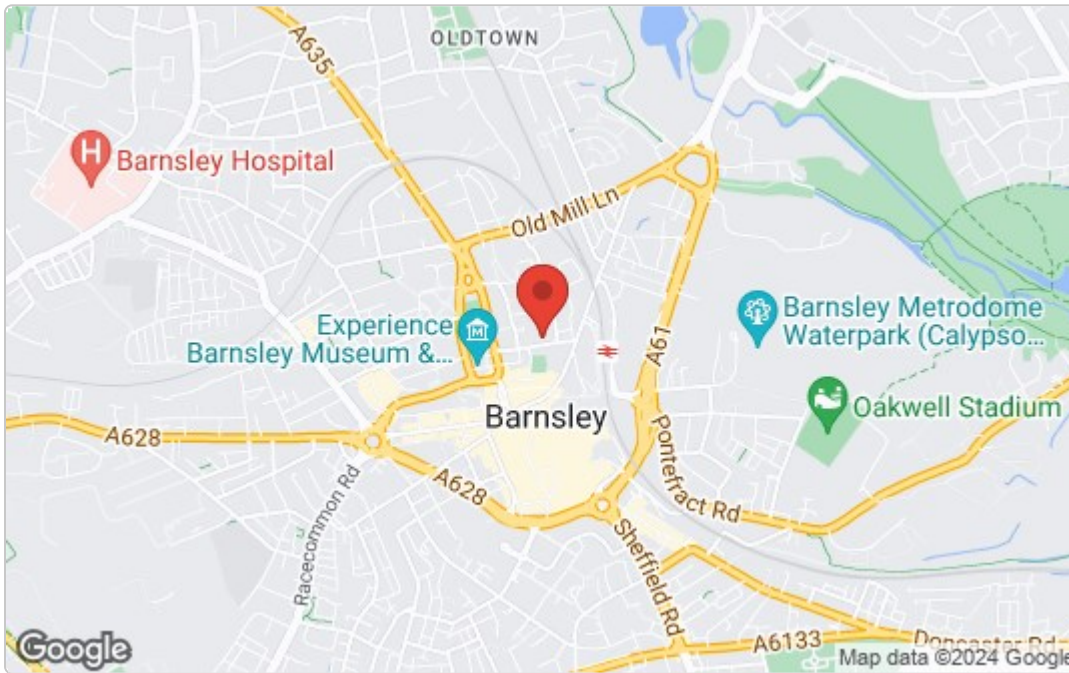 A635
OLDTOWN
H
Barnsley Hospital
Old Mill Ln
Experience
Barnsley Museum &...
M
A61
Barnsley Metrodome
Waterpark (Calypso...
Oakwell Stadium
Barnsley
A628
A628
Racecommon Rd
Pontefract Rd
Sheffield Rd
A6133
Doncaster Rd
Google
Map data ©2024 Google